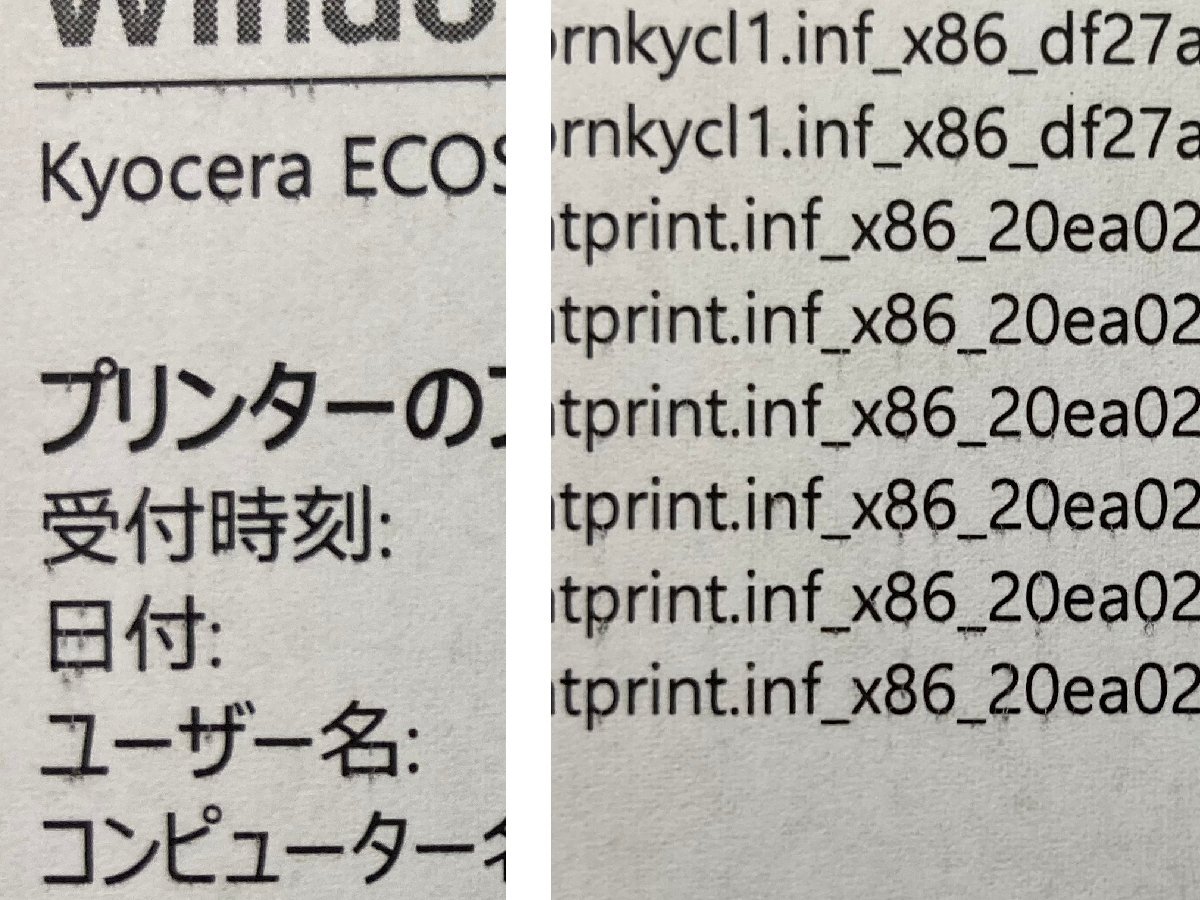 Windo
Kyocera ECOS
プリンターの
受付時刻:
日付:
ユーザー名:
コンピューター名
rnkycl1.inf_x86_df27a
rnkycl1.inf_x86_df27a
tprint.inf_x86_20ea02
tprint.inf_x86_20ea02
tprint.inf_x86_20ea02
tprint.inf_x86_20ea02
tprint.inf_x86_20ea02
tprint.inf_x86_20ea02